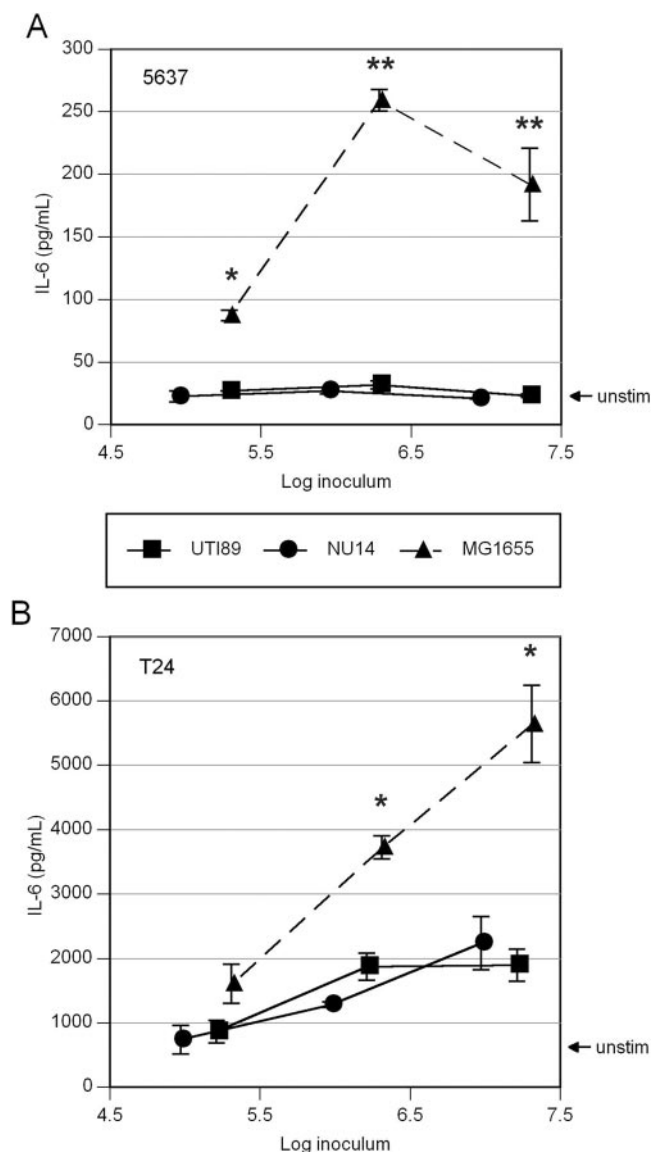 A
300
5637
**
250
**
200
IL-6 (pg/mL)
150
*
100
50
unstim
0
4.5 5.5 6.5 7.5
Log inoculum
UTI89 NU14 MG1655
B
7000
T24
*
6000
5000
*
4000
IL-6 (pg/mL)
3000
2000
1000
unstim
0
4.5 5.5 6.5 7.5
Log inoculum